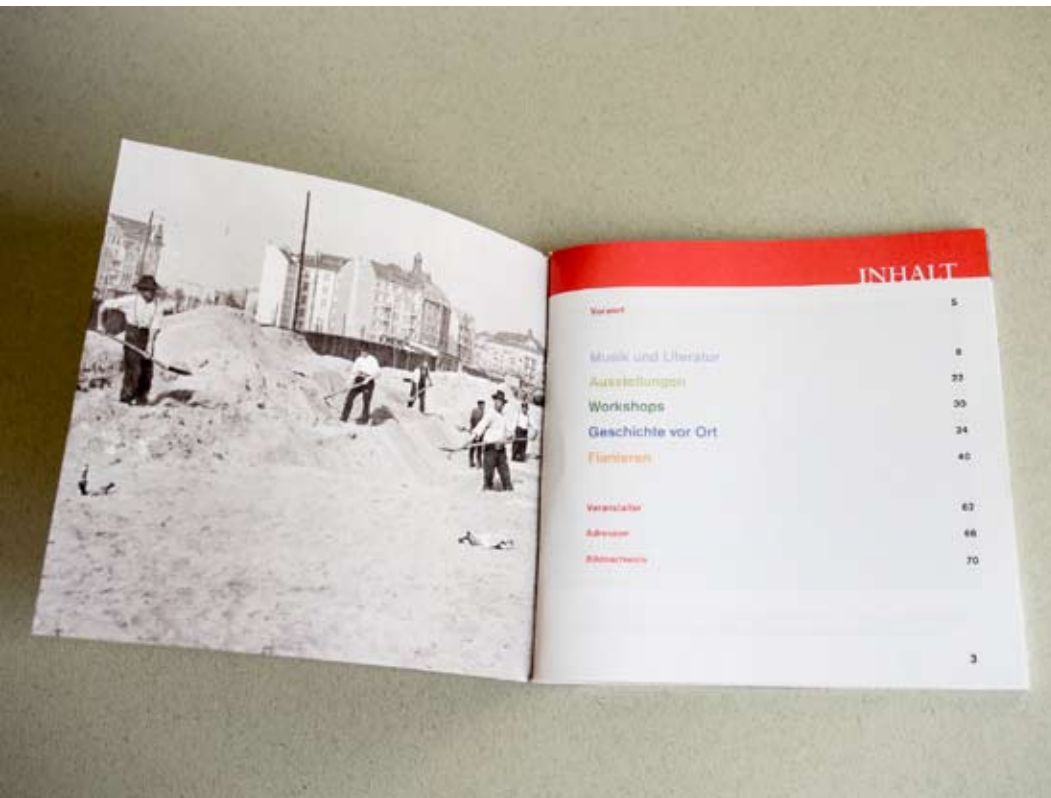 INHALT
Vorwort 5
Musik und Literatur 8
Ausstellungen 22
Workshops 30
Geschichte vor Ort 34
Flanieren 40
Veranstalter 62
Adressen 66
Bildnachweis 70
3